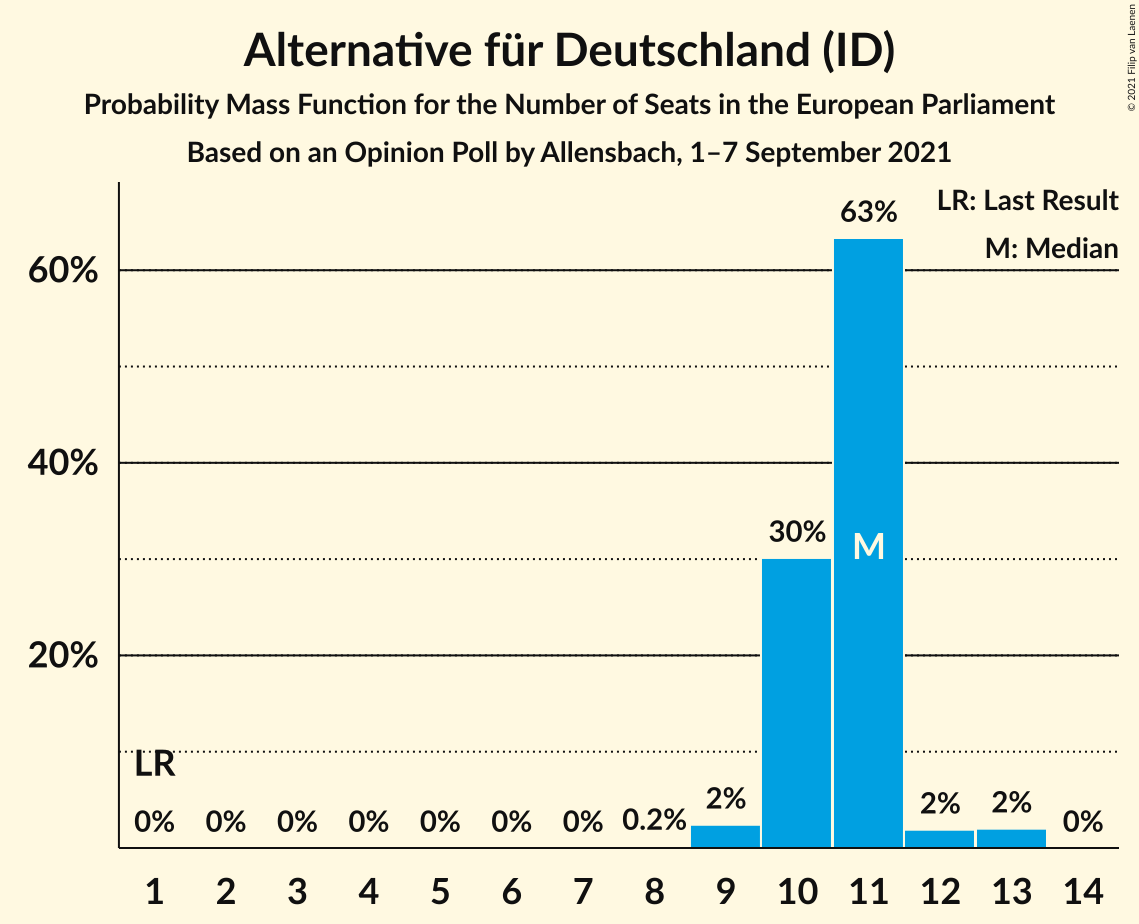 Alternative für Deutschland (ID)
Probability Mass Function for the Number of Seats in the European Parliament
Based on an Opinion Poll by Allensbach, 1–7 September 2021
© 2021 Filip van Laenen
LR: Last Result
M: Median
63%
60%
40%
30%
M
20%
LR
0% 0% 0% 0% 0% 0% 0% 0.2% 2% 2% 2% 0%
1 2 3 4 5 6 7 8 9 10 11 12 13 14